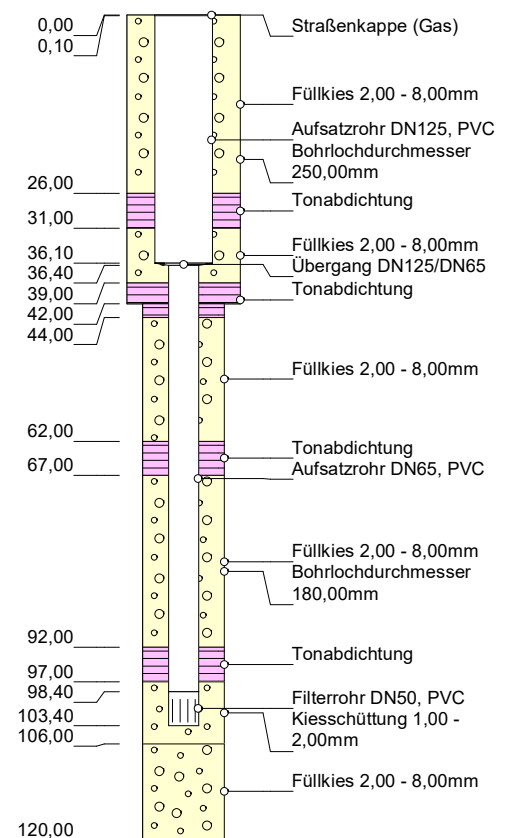 0,00
0,10
26,00
31,00
36,10
36,40
39,00
42,00
44,00
62,00
67,00
92,00
97,00
98,40
103,40
106,00
120,00
Straßenkappe (Gas)
Füllkies 2,00 - 8,00mm
Aufsatzrohr DN125, PVC
Bohrlochdurchmesser
250,00mm
Tonabdichtung
Füllkies 2,00 - 8,00mm
Übergang DN125/DN65
Tonabdichtung
Füllkies 2,00 - 8,00mm
Tonabdichtung
Aufsatzrohr DN65, PVC
Füllkies 2,00 - 8,00mm
Bohrlochdurchmesser
180,00mm
Tonabdichtung
Filterrohr DN50, PVC
Kiesschüttung 1,00 -
2,00mm
Füllkies 2,00 - 8,00mm